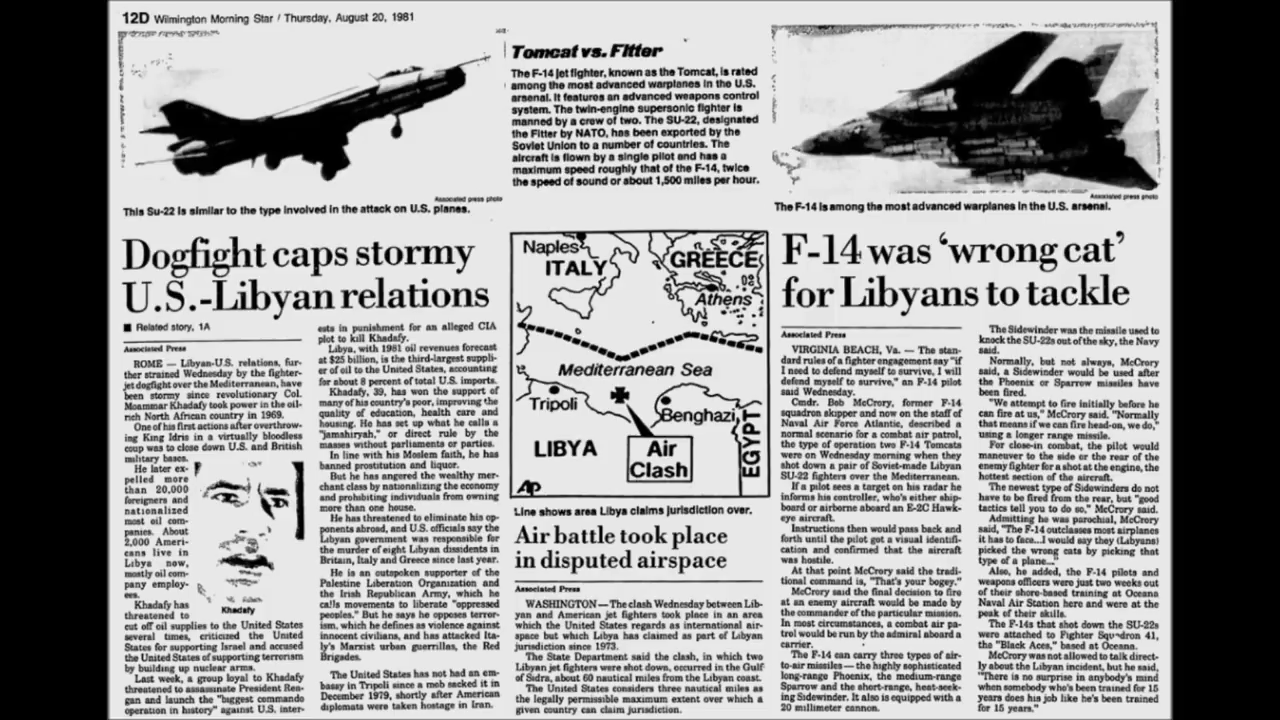 12D Wilmington Morning Star / Thursday, August 20, 1981
Associated press photo
This Su-22 is similar to the type involved in the attack on U.S. planes.
Tomcat vs. Fitter
The F-14 jet fighter, known as the Tomcat, is rated
among the most advanced warplanes in the U.S.
arsenal. It features an advanced weapons control
system. The twin-engine supersonic fighter is
manned by a crew of two. The SU-22, designated
the Fitter by NATO, has been exported by the
Soviet Union to a number of countries. The
aircraft is flown by a single pilot and has a
maximum speed roughly that of the F-14, twice
the speed of sound or about 1,500 miles per hour.
Associated press photo
The F-14 is among the most advanced warplanes in the U.S. arsenal.
Dogfight caps stormy
U.S.-Libyan relations
■ Related story, 1A
Associated Press
ROME — Libyan-U.S. relations, fur-
ther strained Wednesday by the fighter-
jet dogfight over the Mediterranean, have
been stormy since revolutionary Col.
Moammar Khadafy took power in the oil-
rich North African country in 1969.
One of his first actions after overthrow-
ing King Idris in a virtually bloodless
coup was to close down U.S. and British
military bases.
He later ex-
pelled more
than 20,000
foreigners and
nationalized
most oil com-
panies. About
2,000 Ameri-
cans live in
Libya now,
mostly oil com-
pany employ-
ees.
Khadafy has
threatened to
Khadafy
cut off oil supplies to the United States
several times, criticized the United
States for supporting Israel and accused
the United States of supporting terrorism
by building up nuclear arms.
Last week, a group loyal to Khadafy
threatened to assassinate President Rea-
gan and launch the "biggest commando
operation in history" against U.S. inter-
ests in punishment for an alleged CIA
plot to kill Khadafy.
Libya, with 1981 oil revenues forecast
at $25 billion, is the third-largest suppli-
er of oil to the United States, accounting
for about 8 percent of total U.S. imports.
Khadafy, 39, has won the support of
many of his country's poor, improving the
quality of education, health care and
housing. He has set up what he calls a
"jamahiryah," or direct rule by the
masses without parliaments or parties.
In line with his Moslem faith, he has
banned prostitution and liquor.
But he has angered the wealthy mer-
chant class by nationalizing the economy
and prohibiting individuals from owning
more than one house.
He has threatened to eliminate his op-
ponents abroad, and U.S. officials say the
Libyan government was responsible for
the murder of eight Libyan dissidents in
Britain, Italy and Greece since last year.
He is an outspoken supporter of the
Palestine Liberation Organization and
the Irish Republican Army, which he
calls movements to liberate "oppressed
peoples." But he says he opposes terror-
ism, which he defines as violence against
innocent civilians, and has attacked Ita-
ly's Marxist urban guerrillas, the Red
Brigades.
The United States has not had an em-
bassy in Tripoli since a mob sacked it in
December 1979, shortly after American
diplomats were taken hostage in Iran.
Naples
ITALY
GREECE
Athens
Mediterranean Sea
Tripoli
Benghazi
LIBYA
Air
Clash
EGYPT
AP
Line shows area Libya claims jurisdiction over.
Air battle took place
in disputed airspace
Associated Press
WASHINGTON — The clash Wednesday between Lib-
yan and American jet fighters took place in an area
which the United States regards as international air-
space but which Libya has claimed as part of Libyan
jurisdiction since 1973.
The State Department said the clash, in which two
Libyan jet fighters were shot down, occurred in the Gulf
of Sidra, about 60 nautical miles from the Libyan coast.
The United States considers three nautical miles as
the legally permissible maximum extent over which a
given country can claim jurisdiction.
F-14 was 'wrong cat'
for Libyans to tackle
Associated Press
VIRGINIA BEACH, Va. — The stan-
dard rules of a fighter engagement say "if
I need to defend myself to survive, I will
defend myself to survive," an F-14 pilot
said Wednesday.
Cmdr. Bob McCrory, former F-14
squadron skipper and now on the staff of
Naval Air Force Atlantic, described a
normal scenario for a combat air patrol,
the type of operation two F-14 Tomcats
were on Wednesday morning when they
shot down a pair of Soviet-made Libyan
SU-22 fighters over the Mediterranean.
If a pilot sees a target on his radar he
informs his controller, who's either ship-
board or airborne aboard an E-2C Hawk-
eye aircraft.
Instructions then would pass back and
forth until the pilot got a visual identifi-
cation and confirmed that the aircraft
was hostile.
At that point McCrory said the tradi-
tional command is, "That's your bogey."
McCrory said the final decision to fire
at an enemy aircraft would be made by
the commander of the particular mission.
In most circumstances, a combat air pa-
trol would be run by the admiral aboard a
carrier.
The F-14 can carry three types of air-
to-air missiles — the highly sophisticated
long-range Phoenix, the medium-range
Sparrow and the short-range, heat-seek-
ing Sidewinder. It also is equipped with a
20 millimeter cannon.
The Sidewinder was the missile used to
knock the SU-22s out of the sky, the Navy
said.
Normally, but not always, McCrory
said, a Sidewinder would be used after
the Phoenix or Sparrow missiles have
been fired.
"We attempt to fire initially before he
can fire at us," McCrory said. "Normally
that means if we can fire head-on, we do,"
using a longer range missile.
For close-in combat, the pilot would
maneuver to the side or the rear of the
enemy fighter for a shot at the engine, the
hottest section of the aircraft.
The newest type of Sidewinders do not
have to be fired from the rear, but "good
tactics tell you to do so," McCrory said.
Admitting he was parochial, McCrory
said, "The F-14 outclasses most airplanes
it has to face...I would say they (Libyans)
picked the wrong cats by picking that
type of a plane..."
Also, he added, the F-14 pilots and
weapons officers were just two weeks out
of their shore-based training at Oceana
Naval Air Station here and were at the
peak of their skills.
The F-14s that shot down the SU-22s
were attached to Fighter Squadron 41,
the "Black Aces," based at Oceana.
McCrory was not allowed to talk direct-
ly about the Libyan incident, but he said,
"There is no surprise in anybody's mind
when somebody who's been trained for 15
years does his job like he's been trained
for 15 years."